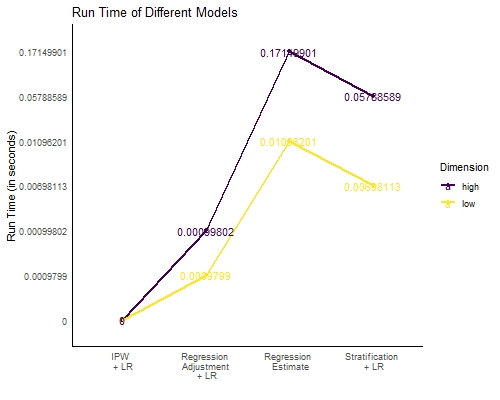 Run Time of Different Models
Run Time (in seconds)
0.17149901
0.05788589
0.01096201
0.00698113
0.00099802
0.0009799
0
0.17149901
0.05788589
0.01096201
0.00698113
0.00099802
0.0009799
0
IPW
+ LR
Regression
Adjustment
+ LR
Regression
Estimate
Stratification
+ LR
Dimension
a high
a low